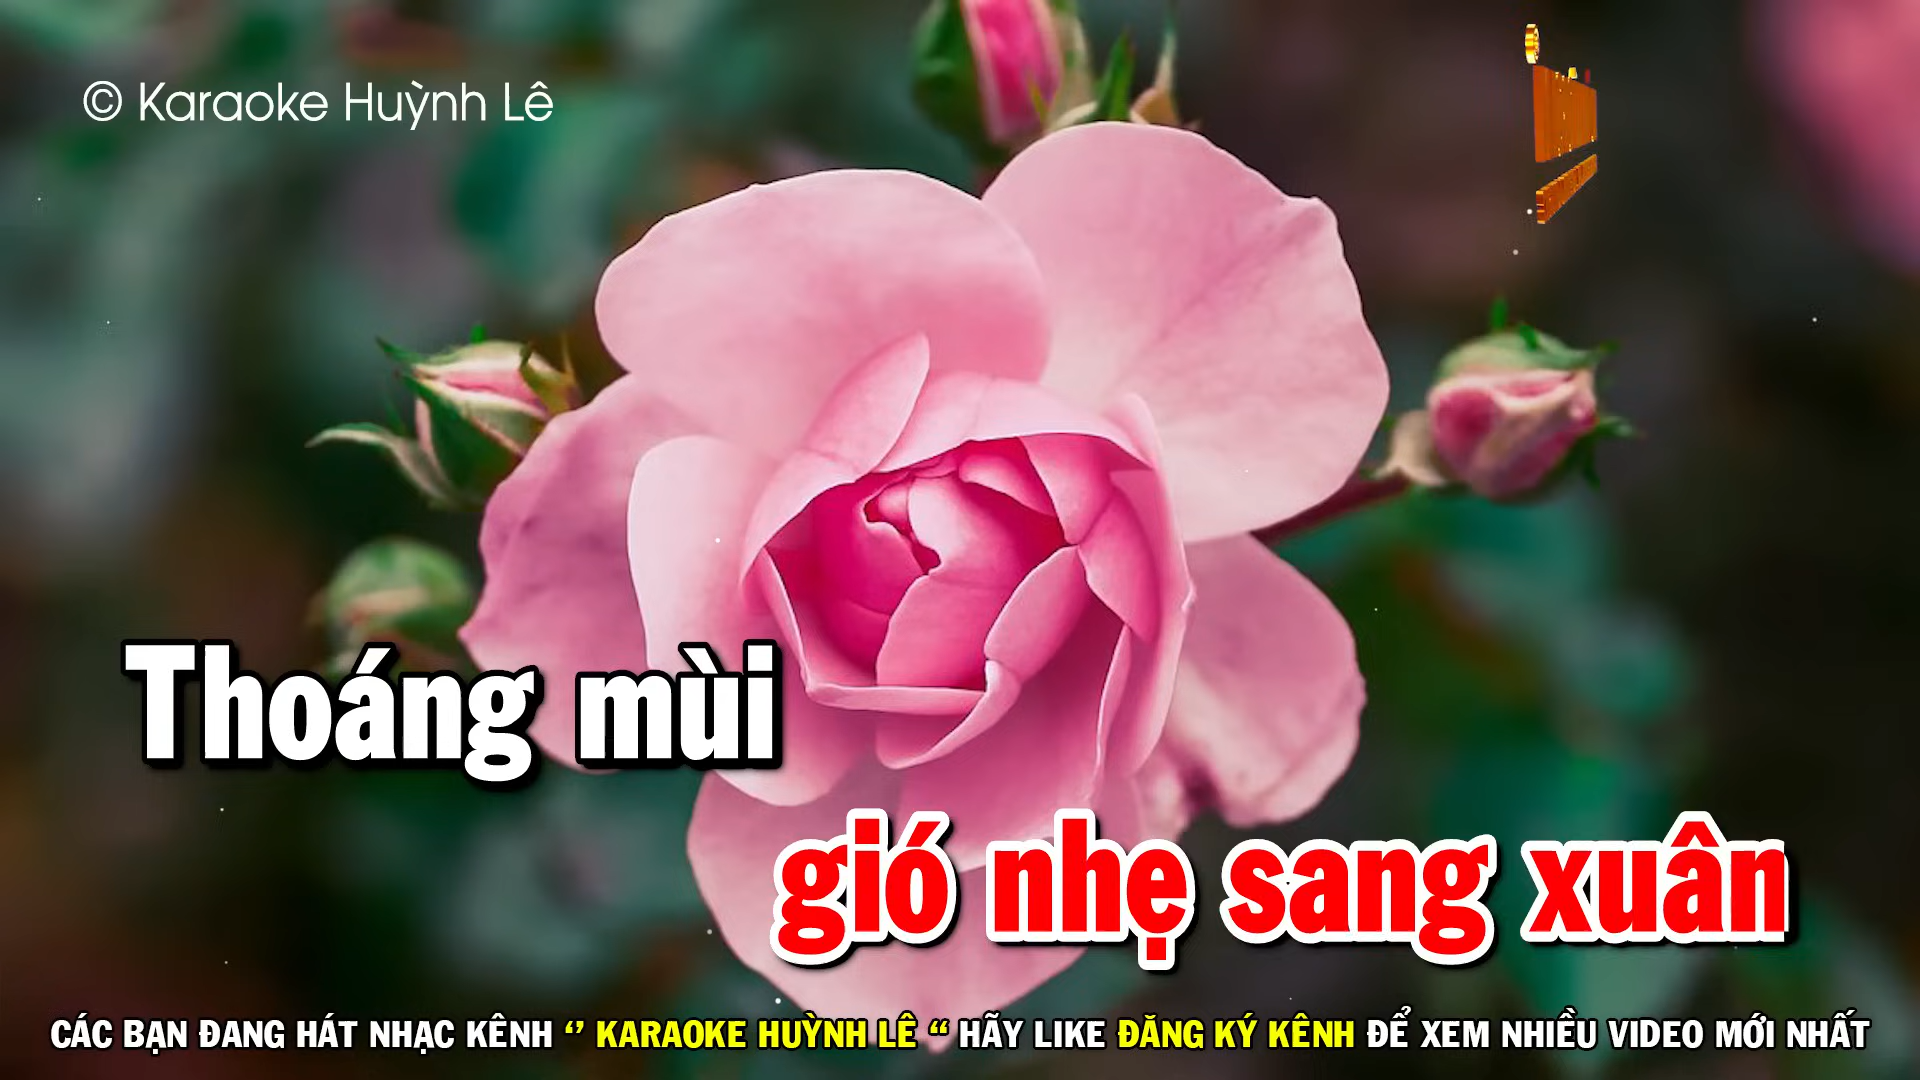 © Karaoke Huỳnh Lê
Thoáng mùi
gió nhẹ sang xuân
CÁC BẠN ĐANG HÁT NHẠC KÊNH ‘’ KARAOKE HUỲNH LÊ “ HÃY LIKE ĐĂNG KÝ KÊNH ĐỂ XEM NHIỀU VIDEO MỚI NHẤT